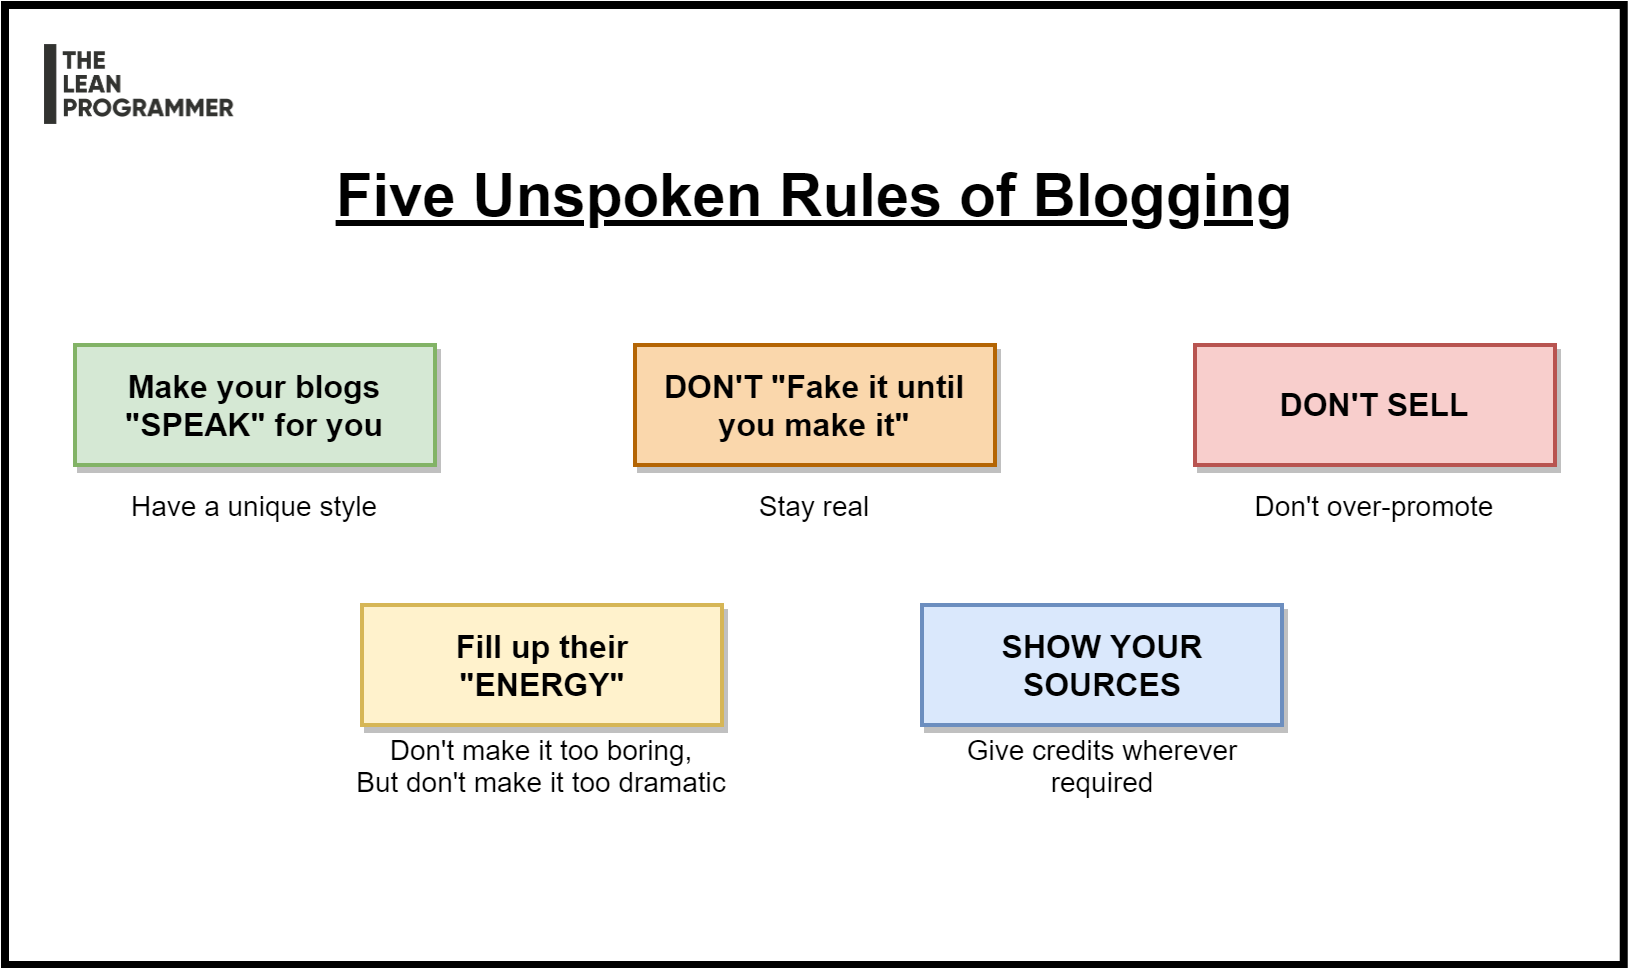 THE
LEAN
PROGRAMMER
Five Unspoken Rules of Blogging
Make your blogs
"SPEAK" for you
Have a unique style
DON'T "Fake it until
you make it"
Stay real
DON'T SELL
Don't over-promote
Fill up their
"ENERGY"
Don't make it too boring,
But don't make it too dramatic
SHOW YOUR
SOURCES
Give credits wherever
required